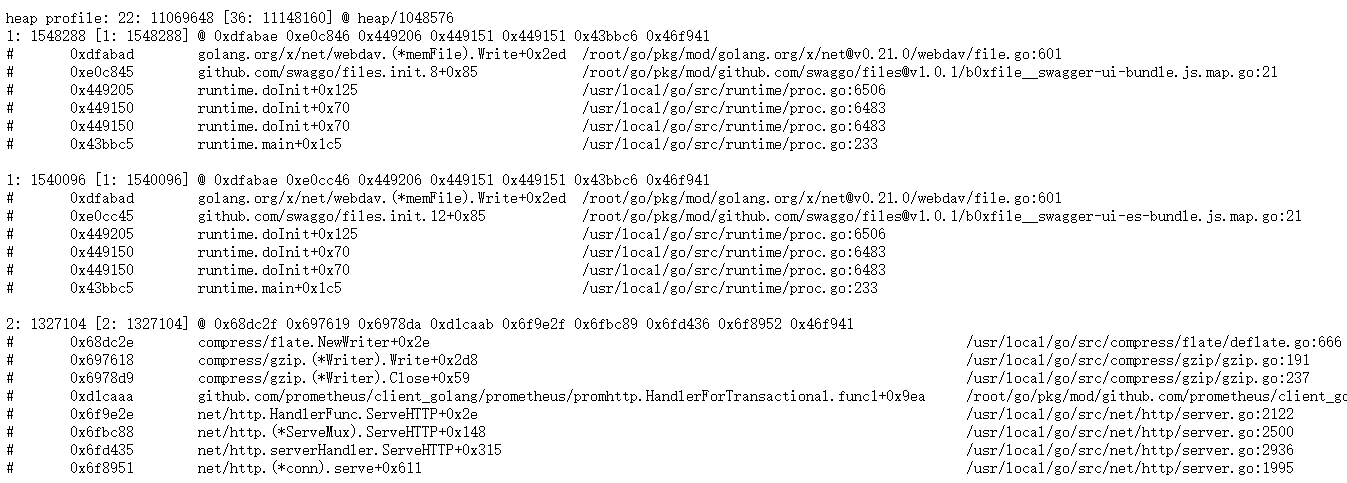 heap profile: 22: 11069648 [36: 11148160] @ heap/1048576
1: 1548288 [1: 1548288] @ 0xdfabae 0xe0c846 0x449206 0x449151 0x449151 0x43bbc6 0x46f941
# 0xdfabad golang.org/x/net/webdav.(*memFile).Write+0x2ed /root/go/pkg/mod/golang.org/x/net@v0.21.0/webdav/file.go:601
# 0xe0c845 github.com/swaggo/files.init.8+0x85 /root/go/pkg/mod/github.com/swaggo/files@v1.0.1/b0xfile__swagger-ui-bundle.js.map.go:21
# 0x449205 runtime.doInit+0x125 /usr/local/go/src/runtime/proc.go:6506
# 0x449150 runtime.doInit+0x70 /usr/local/go/src/runtime/proc.go:6483
# 0x449150 runtime.doInit+0x70 /usr/local/go/src/runtime/proc.go:6483
# 0x43bbc5 runtime.main+0x1c5 /usr/local/go/src/runtime/proc.go:233
1: 1540096 [1: 1540096] @ 0xdfabae 0xe0cc46 0x449206 0x449151 0x449151 0x43bbc6 0x46f941
# 0xdfabad golang.org/x/net/webdav.(*memFile).Write+0x2ed /root/go/pkg/mod/golang.org/x/net@v0.21.0/webdav/file.go:601
# 0xe0cc45 github.com/swaggo/files.init.12+0x85 /root/go/pkg/mod/github.com/swaggo/files@v1.0.1/b0xfile__swagger-ui-es-bundle.js.map.go:21
# 0x449205 runtime.doInit+0x125 /usr/local/go/src/runtime/proc.go:6506
# 0x449150 runtime.doInit+0x70 /usr/local/go/src/runtime/proc.go:6483
# 0x449150 runtime.doInit+0x70 /usr/local/go/src/runtime/proc.go:6483
# 0x43bbc5 runtime.main+0x1c5 /usr/local/go/src/runtime/proc.go:233
2: 1327104 [2: 1327104] @ 0x68dc2f 0x697619 0x6978da 0xd1caab 0x6f9e2f 0x6fbc89 0x6fd436 0x6f8952 0x46f941
# 0x68dc2e compress/flate.NewWriter+0x2e /usr/local/go/src/compress/flate/deflate.go:666
# 0x697618 compress/gzip.(*Writer).Write+0x2d8 /usr/local/go/src/compress/gzip/gzip.go:191
# 0x6978d9 compress/gzip.(*Writer).Close+0x59 /usr/local/go/src/compress/gzip/gzip.go:237
# 0xd1caaa github.com/prometheus/client_golang/prometheus/promhttp.HandlerForTransactional.func1+0x9ea /root/go/pkg/mod/github.com/prometheus/client_go
# 0x6f9e2e net/http.HandlerFunc.ServeHTTP+0x2e /usr/local/go/src/net/http/server.go:2122
# 0x6fbc88 net/http.(*ServeMux).ServeHTTP+0x148 /usr/local/go/src/net/http/server.go:2500
# 0x6fd435 net/http.serverHandler.ServeHTTP+0x315 /usr/local/go/src/net/http/server.go:2936
# 0x6f8951 net/http.(*conn).serve+0x611 /usr/local/go/src/net/http/server.go:1995